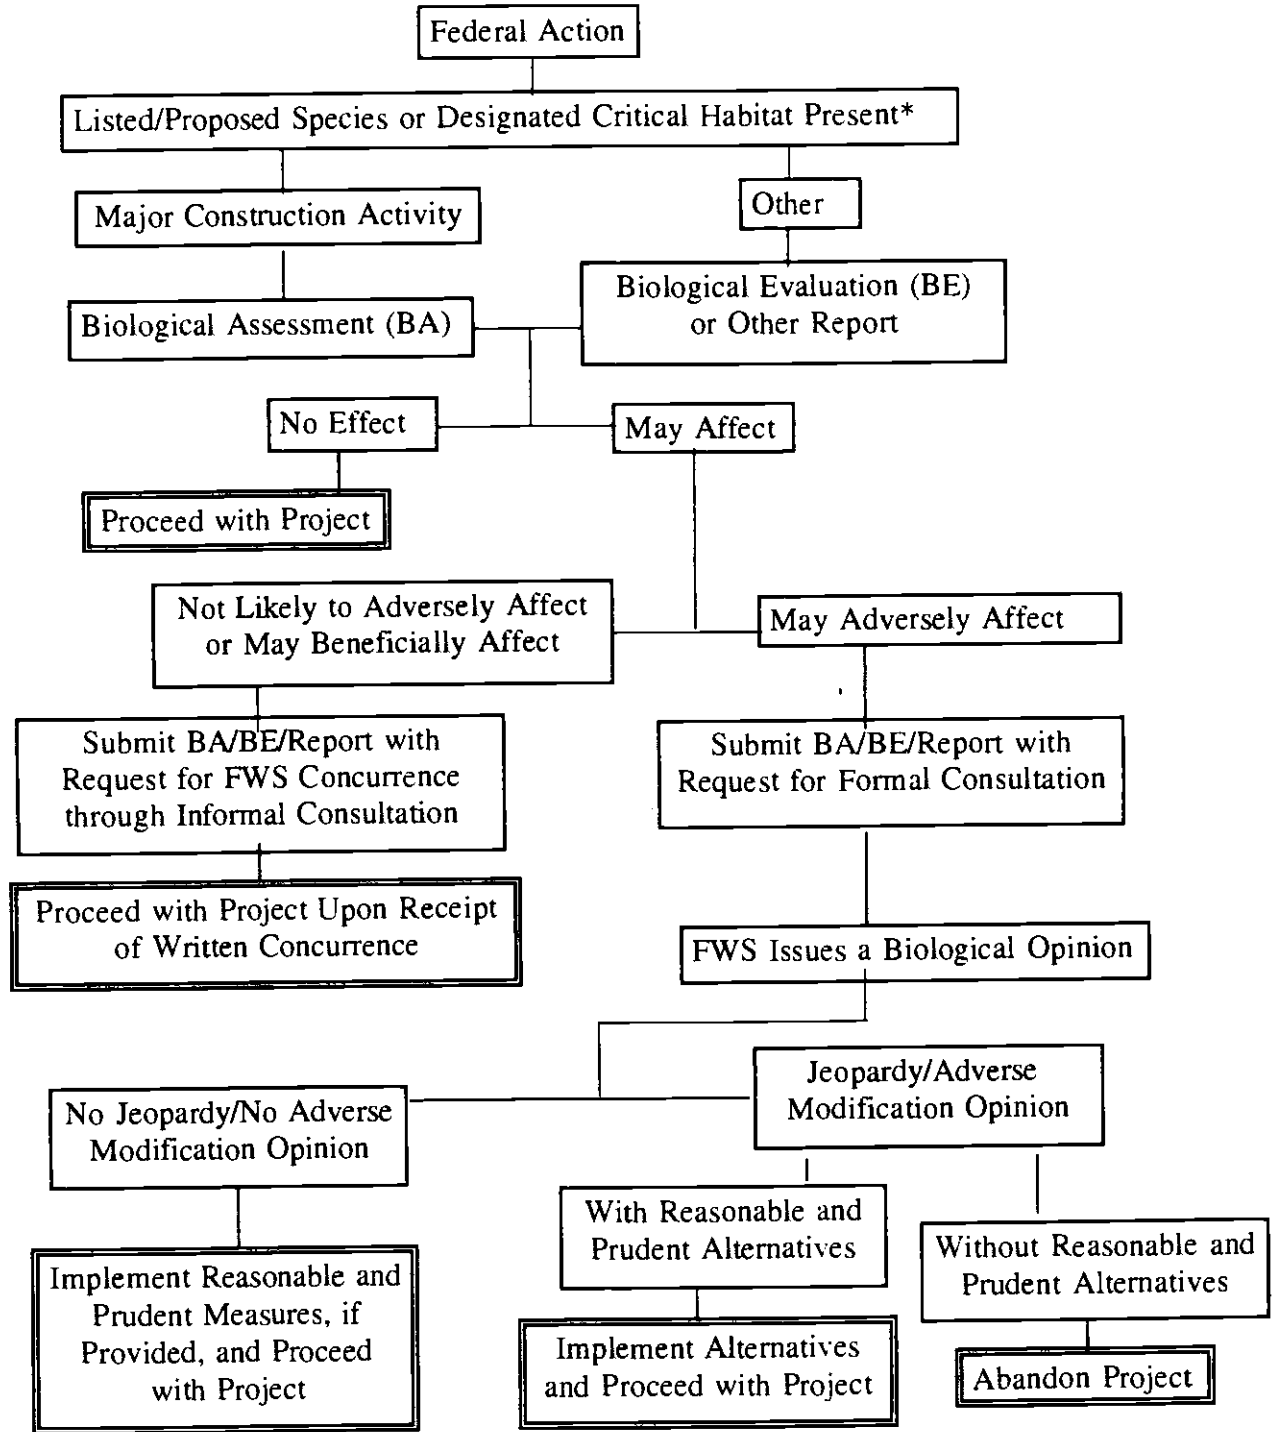 Federal Action
Listed/Proposed Species or Designated Critical Habitat Present*
Major Construction Activity
Other
Biological Assessment (BA)
Biological Evaluation (BE)
or Other Report
No Effect
May Affect
Proceed with Project
Not Likely to Adversely Affect
or May Beneficially Affect
May Adversely Affect
Submit BA/BE/Report with
Request for FWS Concurrence
through Informal Consultation
Submit BA/BE/Report with
Request for Formal Consultation
Proceed with Project Upon Receipt
of Written Concurrence
FWS Issues a Biological Opinion
No Jeopardy/No Adverse
Modification Opinion
Jeopardy/Adverse
Modification Opinion
With Reasonable and
Prudent Alternatives
Without Reasonable and
Prudent Alternatives
Implement Reasonable and
Prudent Measures, if
Provided, and Proceed
with Project
Implement Alternatives
and Proceed with Project
Abandon Project